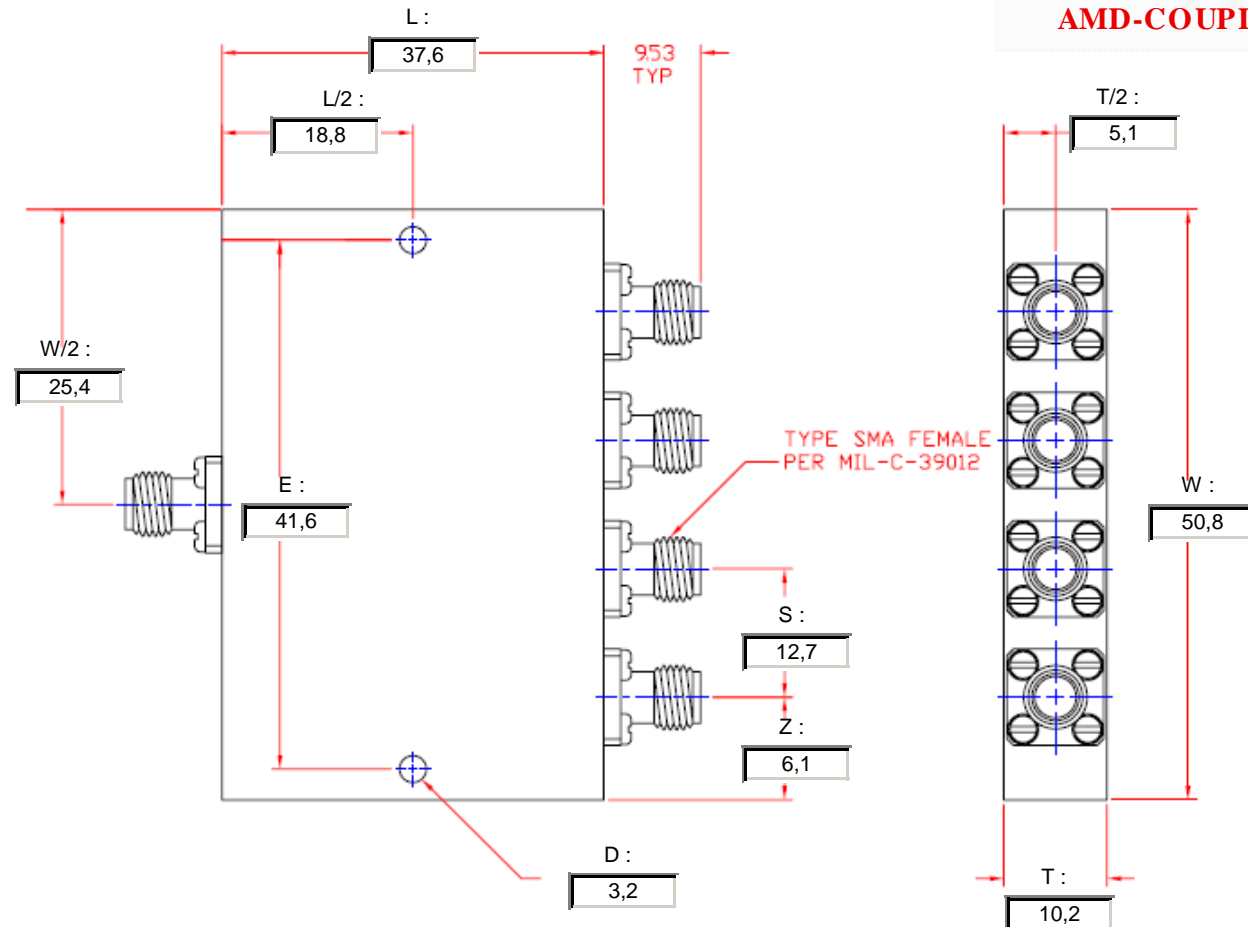 AMD-COUPL
L :
37,6
9.53
TYP
L/2 :
18,8
T/2 :
5,1
W/2 :
25,4
TYPE SMA FEMALE
PER MIL-C-39012
E :
41,6
W :
50,8
S :
12,7
Z :
6,1
D :
3,2
T :
10,2